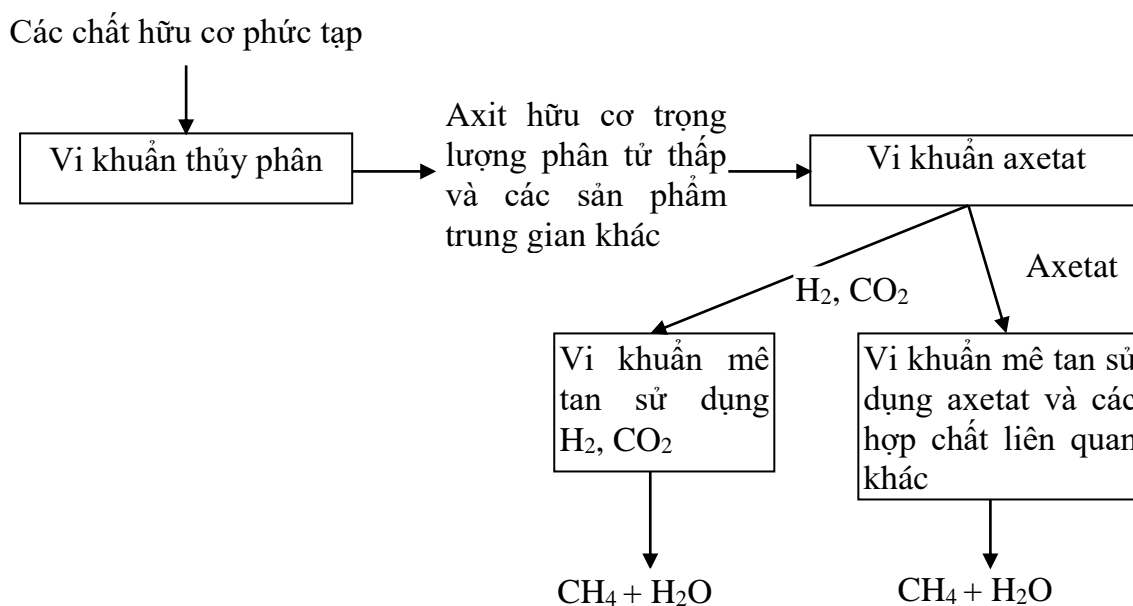 Các chất hữu cơ phức tạp
Vi khuẩn thủy phân
Axit hữu cơ trọng
lượng phân tử thấp
và các sản phẩm
trung gian khác
Vi khuẩn axetat
H₂, CO₂
Axetat
Vi khuẩn mê
tan sử dụng
H₂, CO₂
Vi khuẩn mê tan sử
dụng axetat và các
hợp chất liên quan
khác
CH₄ + H₂O
CH₄ + H₂O